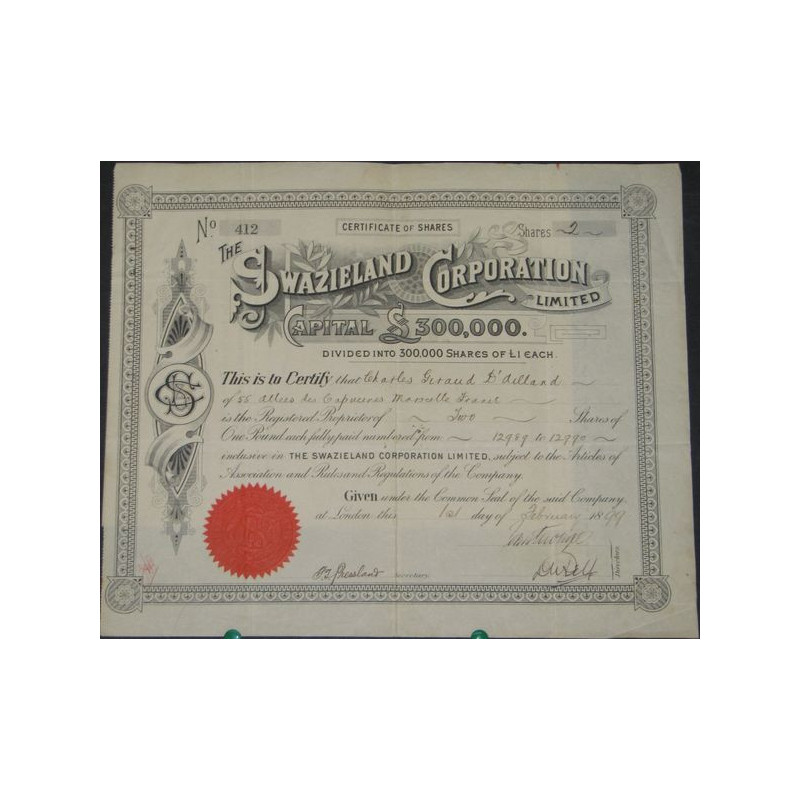 No. 412
CERTIFICATE OF SHARES
Shares 2
THE
SWAZIELAND CORPORATION
LIMITED
CAPITAL £300,000.
DIVIDED INTO 300,000 SHARES OF £1 EACH.
This is to Certify that Charles Giraud D'Ailland
of 55 Allées des Capucines Marseille France
is the Registered Proprietor of Two Shares of
One Pound each fully paid numbered from 12989 to 12990
inclusive in THE SWAZIELAND CORPORATION LIMITED, subject to the Articles of
Association and Rules and Regulations of the Company.
Given under the Common Seal of the said Company
at London this 1st day of February 1899
Secretary
Directors